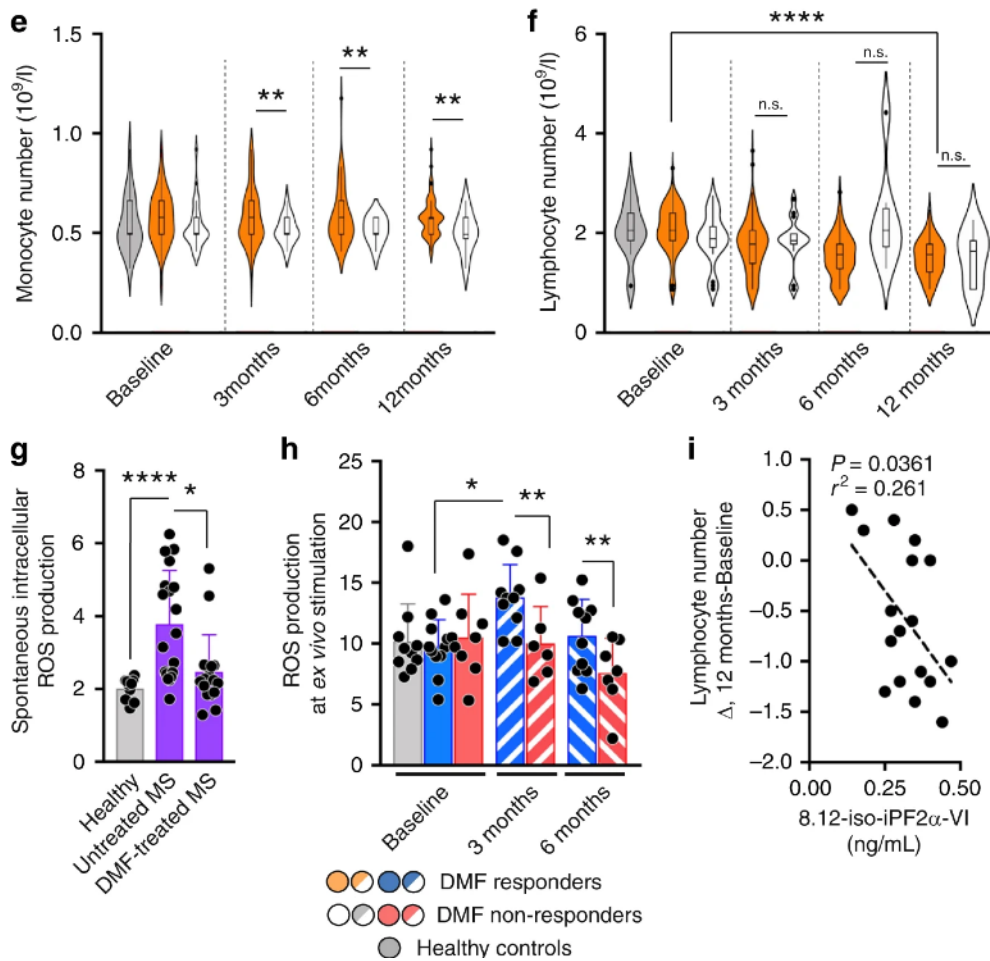 e
Monocyte number (10⁹/l)
1.5
1.0
0.5
0.0
**
**
**
Baseline
3months
6months
12months
f
Lymphocyte number (10⁹/l)
6
4
2
0
****
n.s.
n.s.
n.s.
Baseline
3 months
6 months
12 months
g
Spontaneous intracellular
ROS production
8
6
4
2
0
****
*
Healthy
Untreated MS
DMF-treated MS
h
ROS production
at ex vivo stimulation
25
20
15
10
5
0
*
**
**
Baseline
3 months
6 months
i
Lymphocyte number
Δ, 12 months-Baseline
P = 0.0361
r² = 0.261
1.0
0.5
0.0
−0.5
−1.0
−1.5
−2.0
0.00
0.25
0.50
8.12-iso-iPF2α-VI
(ng/mL)
DMF responders
DMF non-responders
Healthy controls